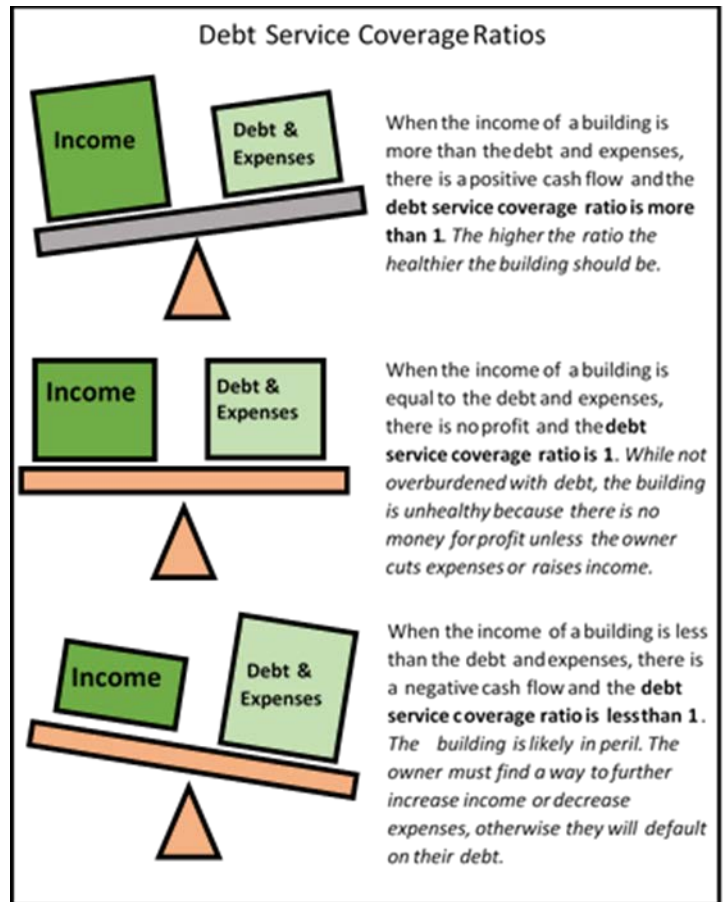 Debt Service Coverage Ratios
Income
Debt &
Expenses
When the income of a building is
more than the debt and expenses,
there is a positive cash flow and the
debt service coverage ratio is more
than 1. The higher the ratio the
healthier the building should be.
Income
Debt &
Expenses
When the income of a building is
equal to the debt and expenses,
there is no profit and the debt
service coverage ratio is 1. While not
overburdened with debt, the building
is unhealthy because there is no
money for profit unless the owner
cuts expenses or raises income.
Income
Debt &
Expenses
When the income of a building is less
than the debt and expenses, there is
a negative cash flow and the debt
service coverage ratio is less than 1.
The building is likely in peril. The
owner must find a way to further
increase income or decrease
expenses, otherwise they will default
on their debt.